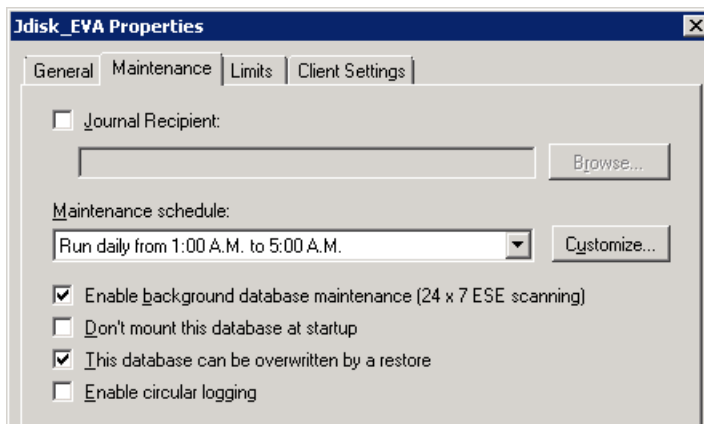 Jdisk_EVA Properties
General Maintenance Limits Client Settings
Journal Recipient:
Browse...
Maintenance schedule:
Run daily from 1:00 A.M. to 5:00 A.M. Customize...
Enable background database maintenance (24 x 7 ESE scanning)
Don't mount this database at startup
This database can be overwritten by a restore
Enable circular logging